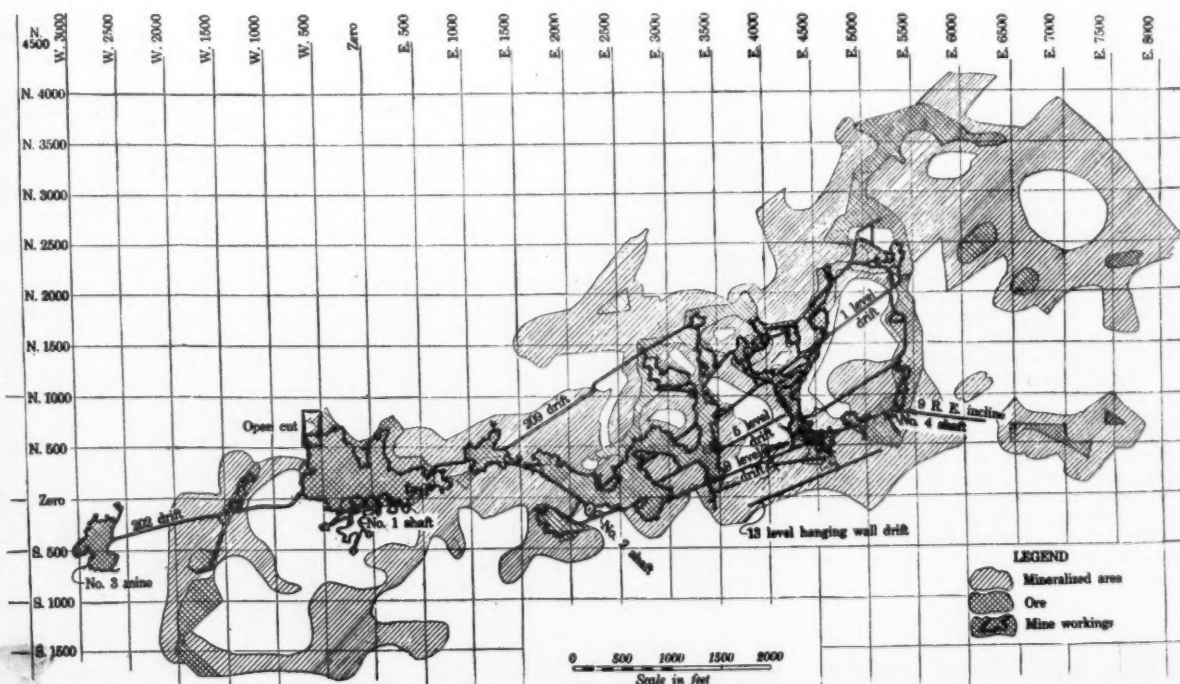 N. 4500
W. 3000
W. 2500
W. 2000
W. 1500
W. 1000
W. 500
Zero
E. 500
E. 1000
E. 1500
E. 2000
E. 2500
E. 3000
E. 3500
E. 4000
E. 4500
E. 5000
E. 5500
E. 6000
E. 6500
E. 7000
E. 7500
E. 8000
N. 4000
N. 3500
N. 3000
N. 2500
N. 2000
N. 1500
N. 1000
N. 500
Zero
S. 500
S. 1000
S. 1500
1 level
drift
209 drift
Open cut
5 level
drift
9 level
drift
9 R. E. incline
No. 4 shaft
202 drift
No. 1 shaft
No. 2 shaft
13 level hanging wall drift
No. 3 mine
LEGEND
Mineralized area
Ore
Mine workings
0 500 1000 1500 2000
Scale in feet